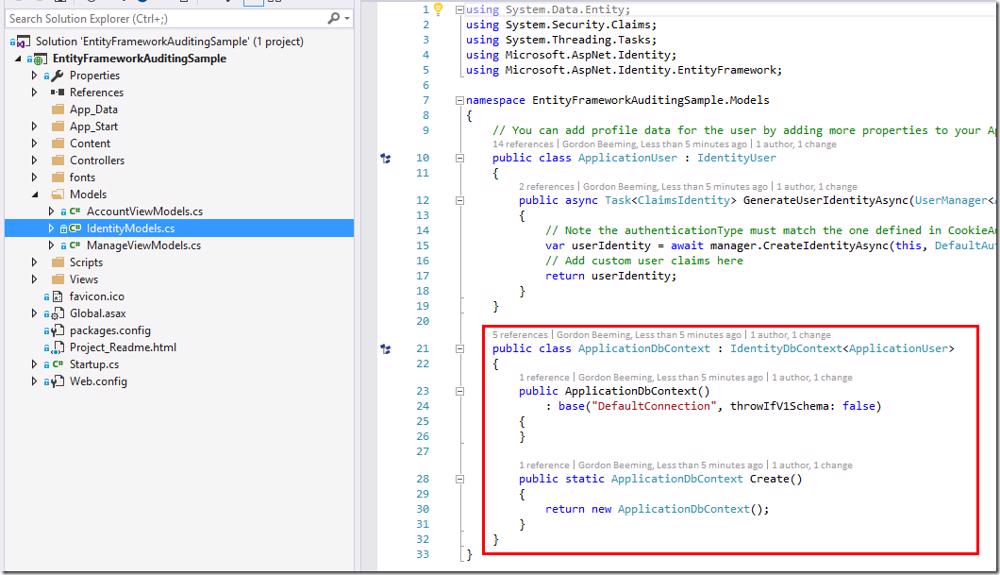 Search Solution Explorer (Ctrl+;)
Solution 'EntityFrameworkAuditingSample' (1 project)
EntityFrameworkAuditingSample
Properties
References
App_Data
App_Start
Content
Controllers
fonts
Models
AccountViewModels.cs
IdentityModels.cs
ManageViewModels.cs
Scripts
Views
favicon.ico
Global.asax
packages.config
Project_Readme.html
Startup.cs
Web.config
1 using System.Data.Entity;
2 using System.Security.Claims;
3 using System.Threading.Tasks;
4 using Microsoft.AspNet.Identity;
5 using Microsoft.AspNet.Identity.EntityFramework;
6
7 namespace EntityFrameworkAuditingSample.Models
8 {
9 // You can add profile data for the user by adding more properties to your Ap
14 references | Gordon Beeming, Less than 5 minutes ago | 1 author, 1 change
10 public class ApplicationUser : IdentityUser
11 {
2 references | Gordon Beeming, Less than 5 minutes ago | 1 author, 1 change
12 public async Task<ClaimsIdentity> GenerateUserIdentityAsync(UserManager<A
13 {
14 // Note the authenticationType must match the one defined in CookieAu
15 var userIdentity = await manager.CreateIdentityAsync(this, DefaultAut
16 // Add custom user claims here
17 return userIdentity;
18 }
19 }
20
5 references | Gordon Beeming, Less than 5 minutes ago | 1 author, 1 change
21 public class ApplicationDbContext : IdentityDbContext<ApplicationUser>
22 {
1 reference | Gordon Beeming, Less than 5 minutes ago | 1 author, 1 change
23 public ApplicationDbContext()
24 : base("DefaultConnection", throwIfV1Schema: false)
25 {
26 }
27
1 reference | Gordon Beeming, Less than 5 minutes ago | 1 author, 1 change
28 public static ApplicationDbContext Create()
29 {
30 return new ApplicationDbContext();
31 }
32 }
33 }